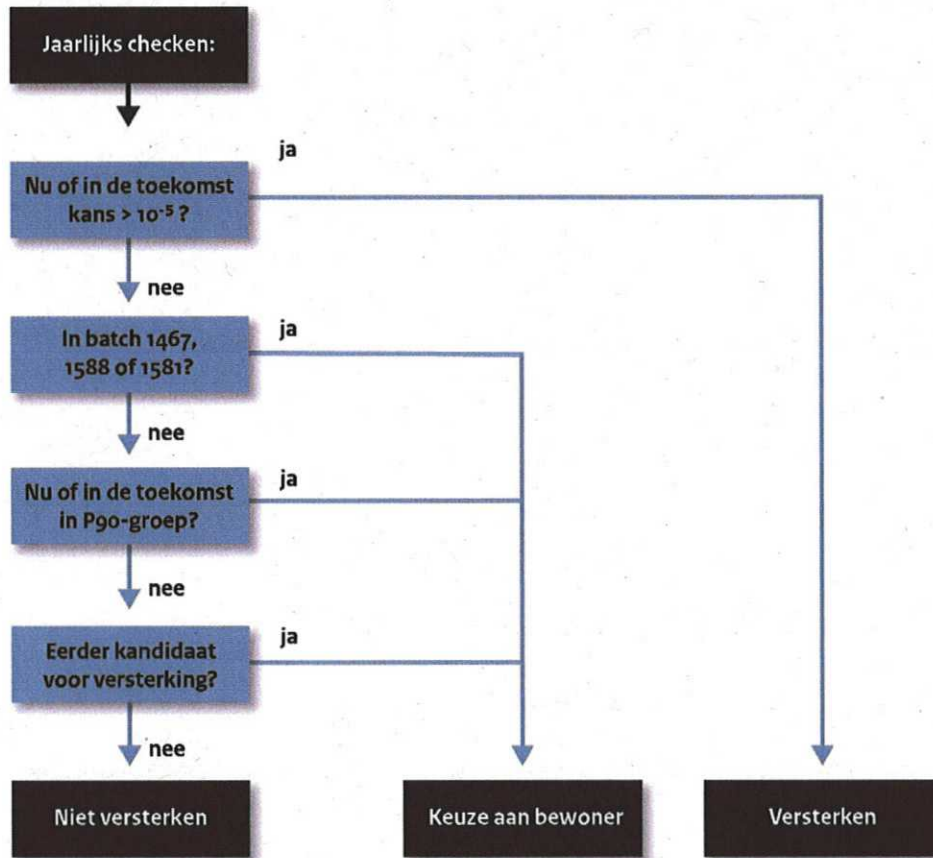 Jaarlijks checken:
ja
Nu of in de toekomst
kans > 10⁻⁵ ?
nee
ja
In batch 1467,
1588 of 1581?
nee
ja
Nu of in de toekomst
in P90-groep?
nee
ja
Eerder kandidaat
voor versterking?
nee
Niet versterken
Keuze aan bewoner
Versterken